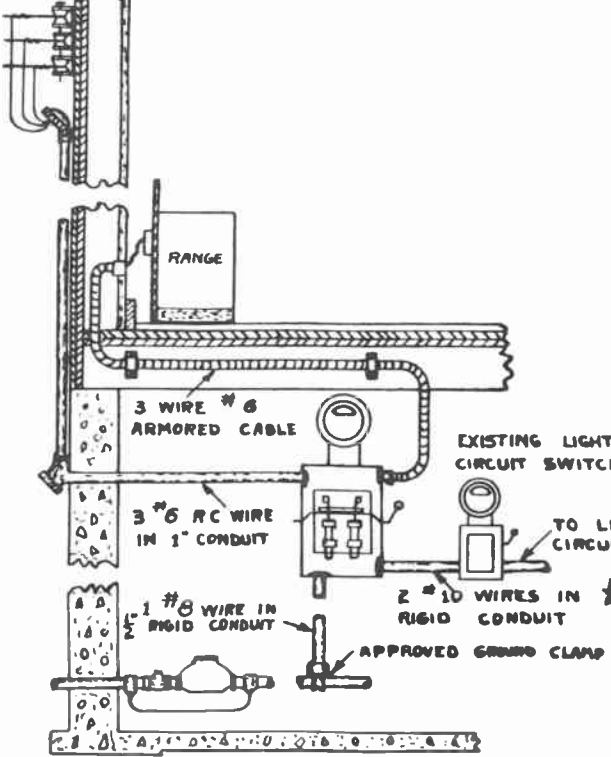 RANGE
3 WIRE #6
ARMORED CABLE
EXISTING LIGHT
CIRCUIT SWITCH
3 #6 RC WIRE
IN 1" CONDUIT
TO LI
CIRCU
2 #10 WIRES IN
RIGID CONDUIT
1/2" 1 #8 WIRE IN
RIGID CONDUIT
APPROVED GROUND CLAMP